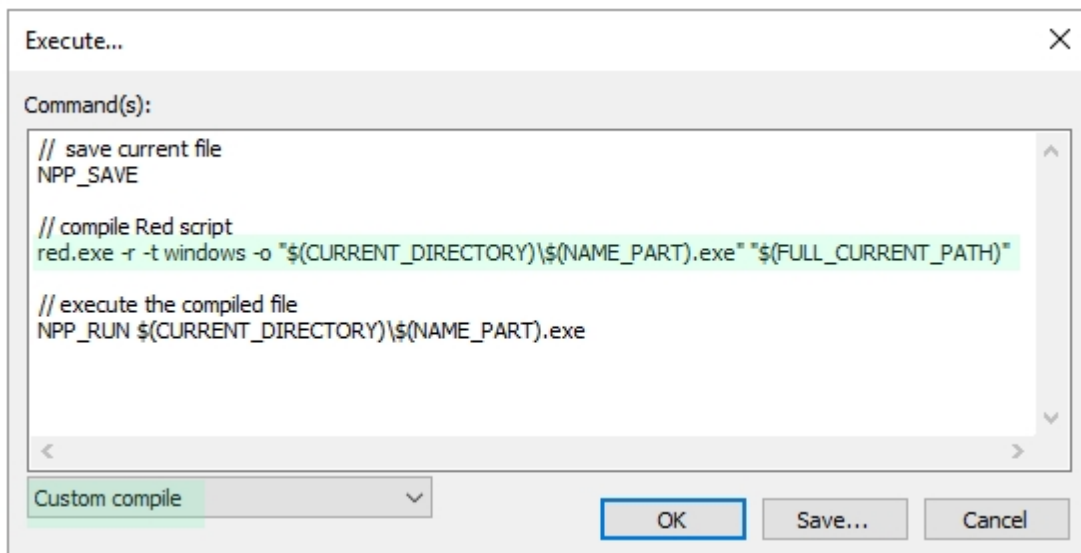 Execute...
Command(s):
//  save current file
NPP_SAVE
// compile Red script
red.exe -r -t windows -o "$(CURRENT_DIRECTORY)\$(NAME_PART).exe" "$(FULL_CURRENT_PATH)"
// execute the compiled file
NPP_RUN $(CURRENT_DIRECTORY)\$(NAME_PART).exe
Custom compile
OK
Save...
Cancel